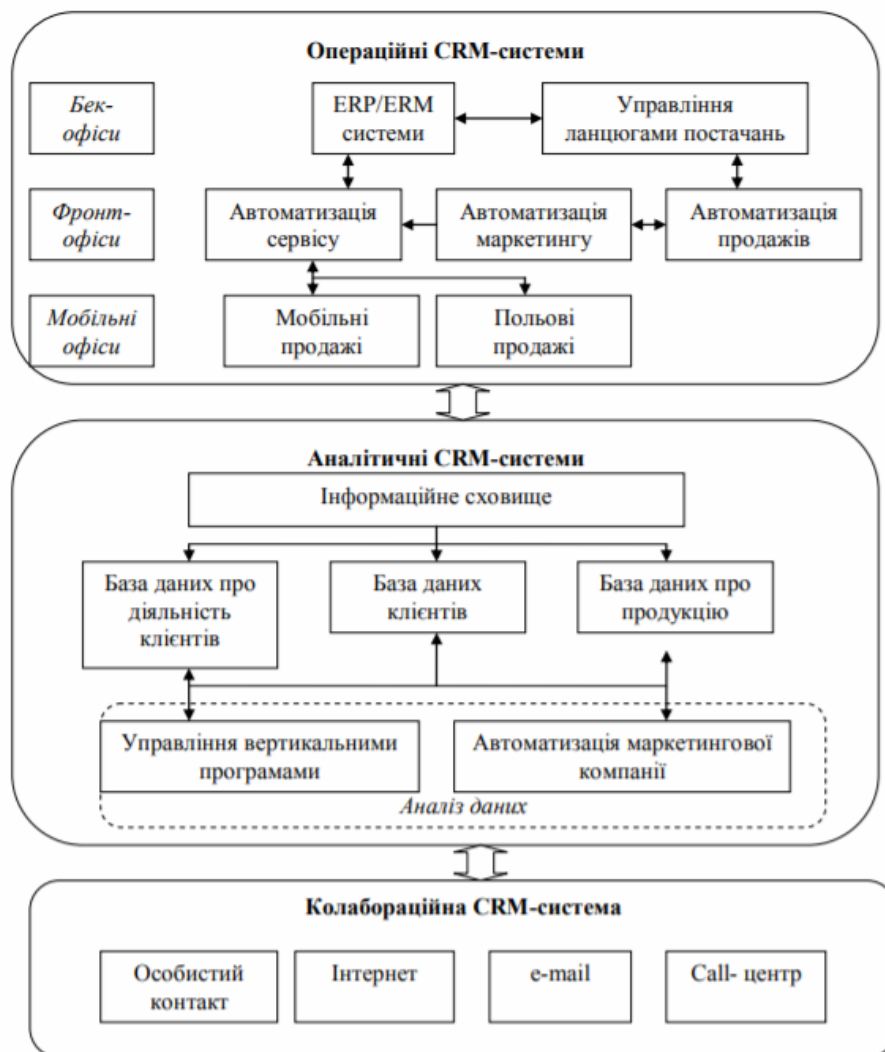 Операційні CRM-системи
Бек-
офіси
ERP/ERM
системи
Управління
ланцюгами постачань
Фронт-
офіси
Автоматизація
сервісу
Автоматизація
маркетингу
Автоматизація
продажів
Мобільні
офіси
Мобільні
продажі
Польові
продажі
Аналітичні CRM-системи
Інформаційне сховище
База даних про
діяльність
клієнтів
База даних
клієнтів
База даних про
продукцію
Управління вертикальними
програмами
Автоматизація маркетингової
компанії
Аналіз даних
Колабораційна CRM-система
Особистий
контакт
Інтернет
e-mail
Call- центр